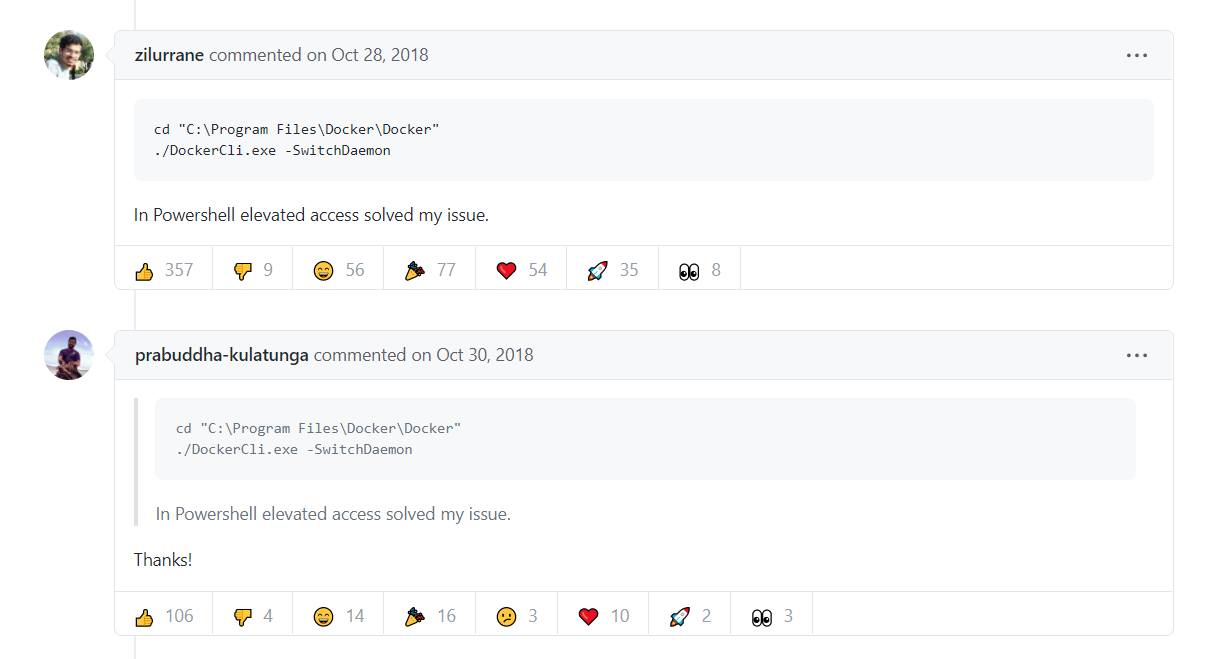 zilurrane commented on Oct 28, 2018
cd "C:\Program Files\Docker\Docker"
./DockerCli.exe -SwitchDaemon
In Powershell elevated access solved my issue.
357 9 56 77 54 35 8
prabuddha-kulatunga commented on Oct 30, 2018
cd "C:\Program Files\Docker\Docker"
./DockerCli.exe -SwitchDaemon
In Powershell elevated access solved my issue.
Thanks!
106 4 14 16 3 10 2 3